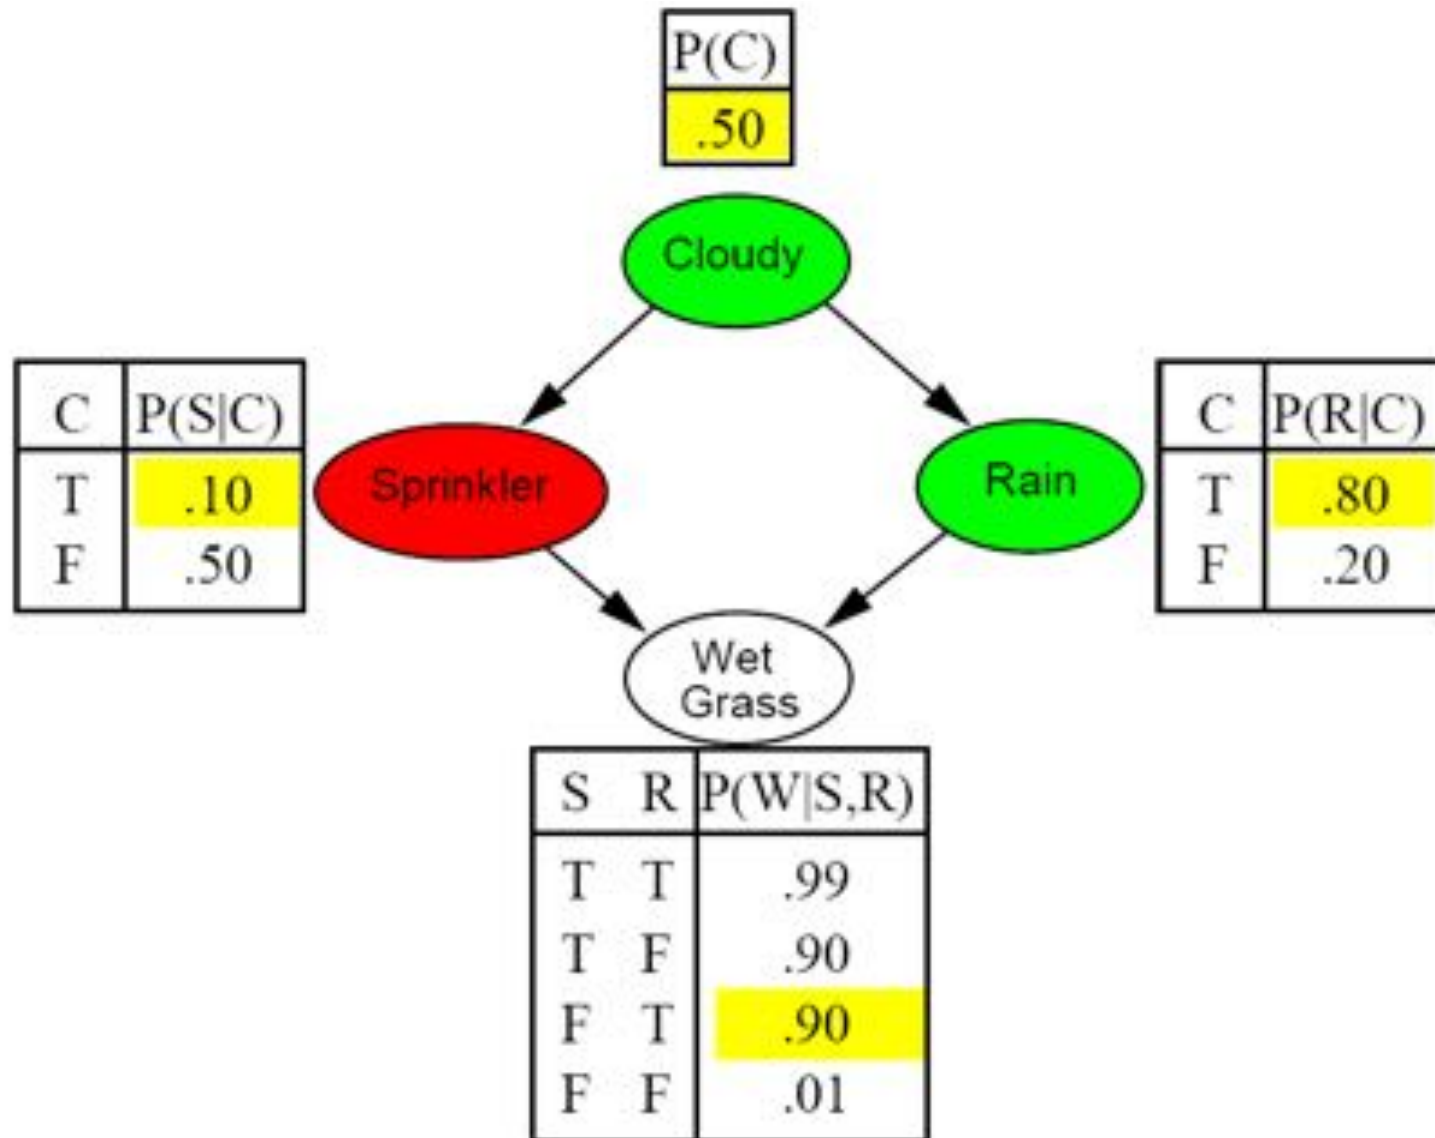 P(C)
.50
Cloudy
C P(S|C)
T .10
F .50
Sprinkler
Rain
C P(R|C)
T .80
F .20
Wet
Grass
S R P(W|S,R)
T T .99
T F .90
F T .90
F F .01